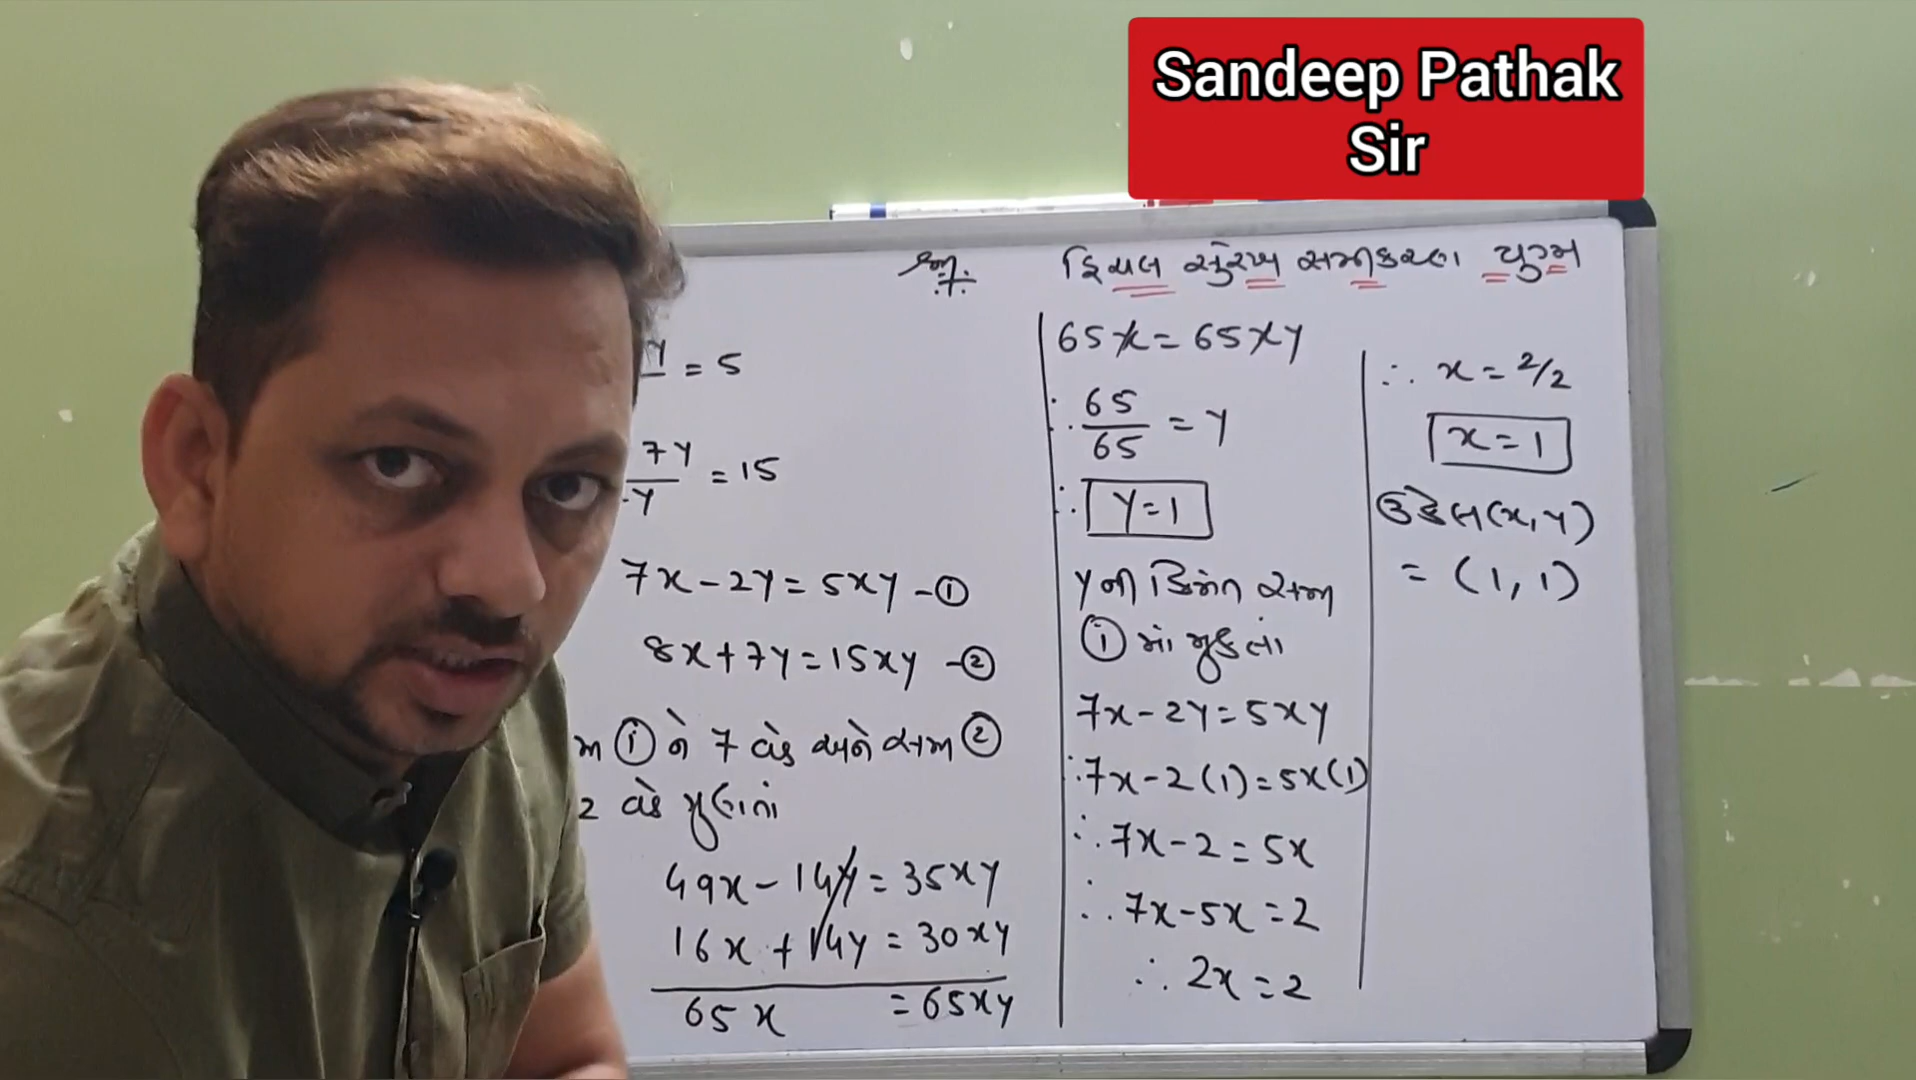 Sandeep Pathak
Sir
દ્વિચલ સુરેખ સમીકરણ યુગ્મ
Y = 5
7Y = 15
Y
7x - 2y = 5xy - ①
8x + 7y = 15xy - ②
મ ① ને 7 વડે અને સમ ②
2 વડે ગુણતાં
49x - 14y = 35xy
16x + 14y = 30xy
65x = 65xy
65x = 65xy
∴ 65/65 = y
∴ y = 1
y ની કિંમત સમ
① માં મુકતાં
7x - 2y = 5xy
∴ 7x - 2(1) = 5x(1)
∴ 7x - 2 = 5x
∴ 7x - 5x = 2
∴ 2x = 2
∴ x = 2/2
x = 1
ઉકેલ (x, y)
= (1, 1)